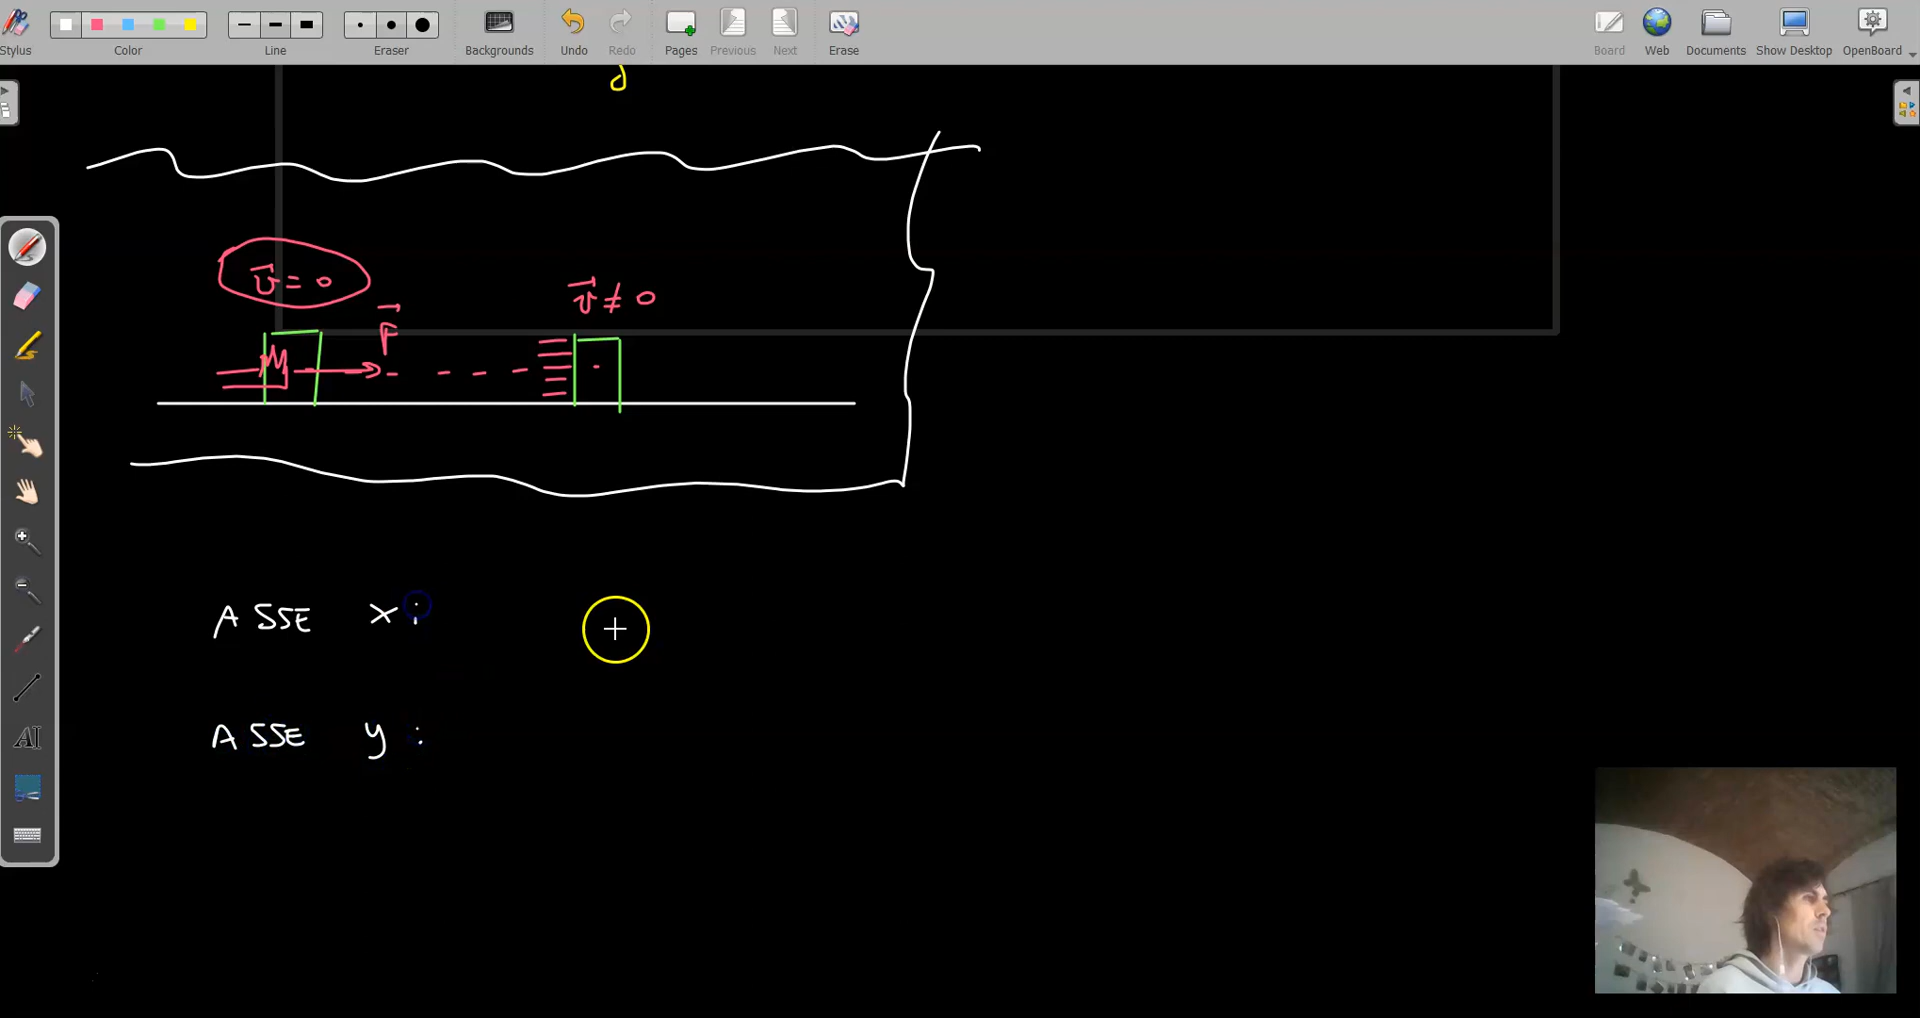 Stylus Color Line Eraser Backgrounds Undo Redo Pages Previous Next Erase Board Web Documents Show Desktop OpenBoard
v⃗ = 0
v⃗ ≠ 0
F⃗
ASSE x:
ASSE y: